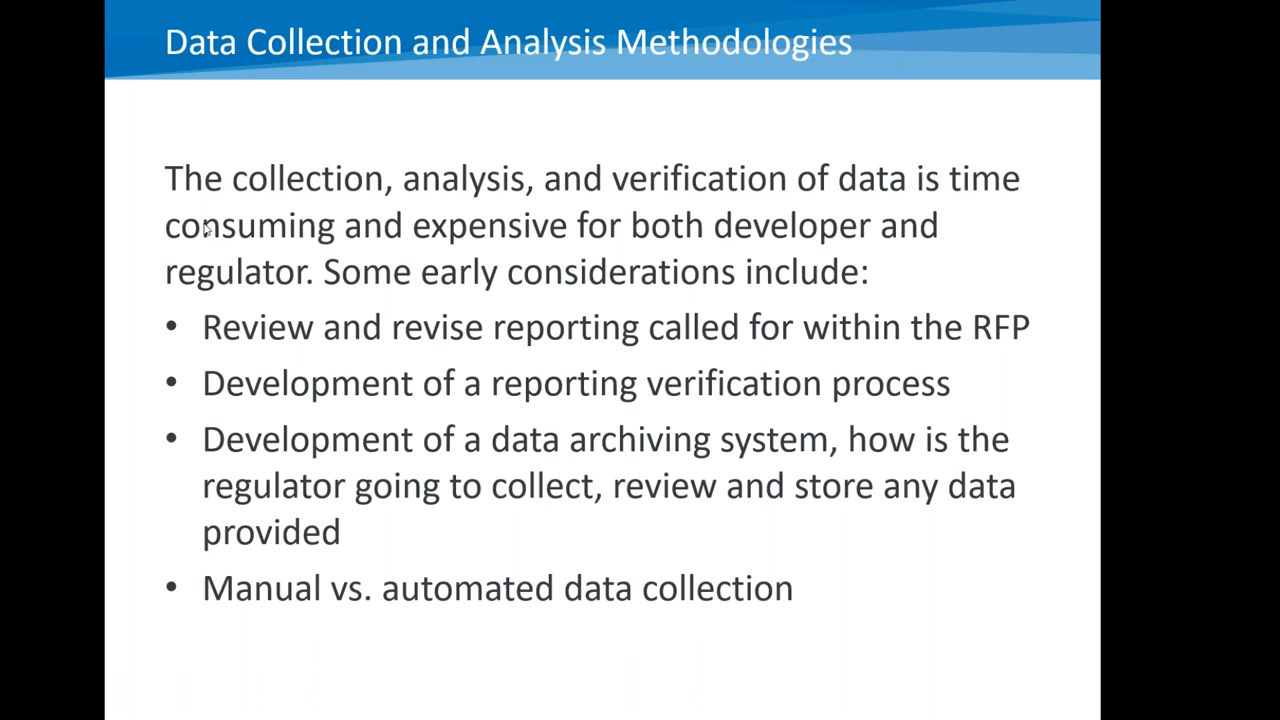 Data Collection and Analysis Methodologies
The collection, analysis, and verification of data is time
consuming and expensive for both developer and
regulator. Some early considerations include:
• Review and revise reporting called for within the RFP
• Development of a reporting verification process
• Development of a data archiving system, how is the
regulator going to collect, review and store any data
provided
• Manual vs. automated data collection